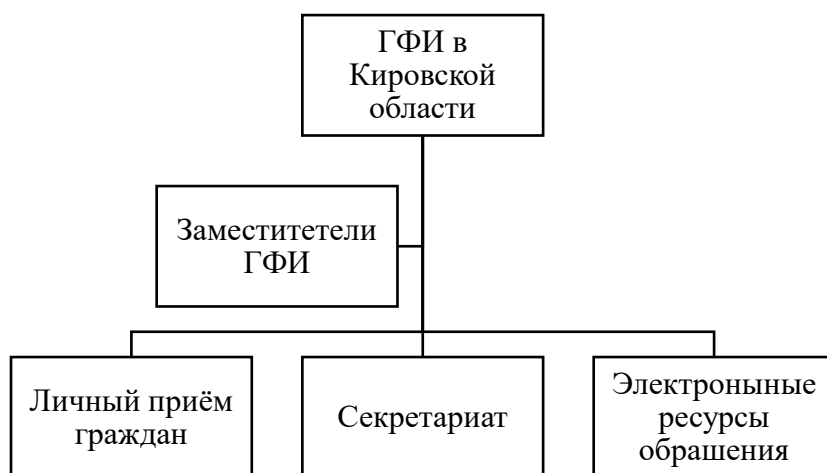 ГФИ в
Кировской
области
Заместитетели
ГФИ
Личный приём
граждан
Секретариат
Электроныные
ресурсы
обрашения